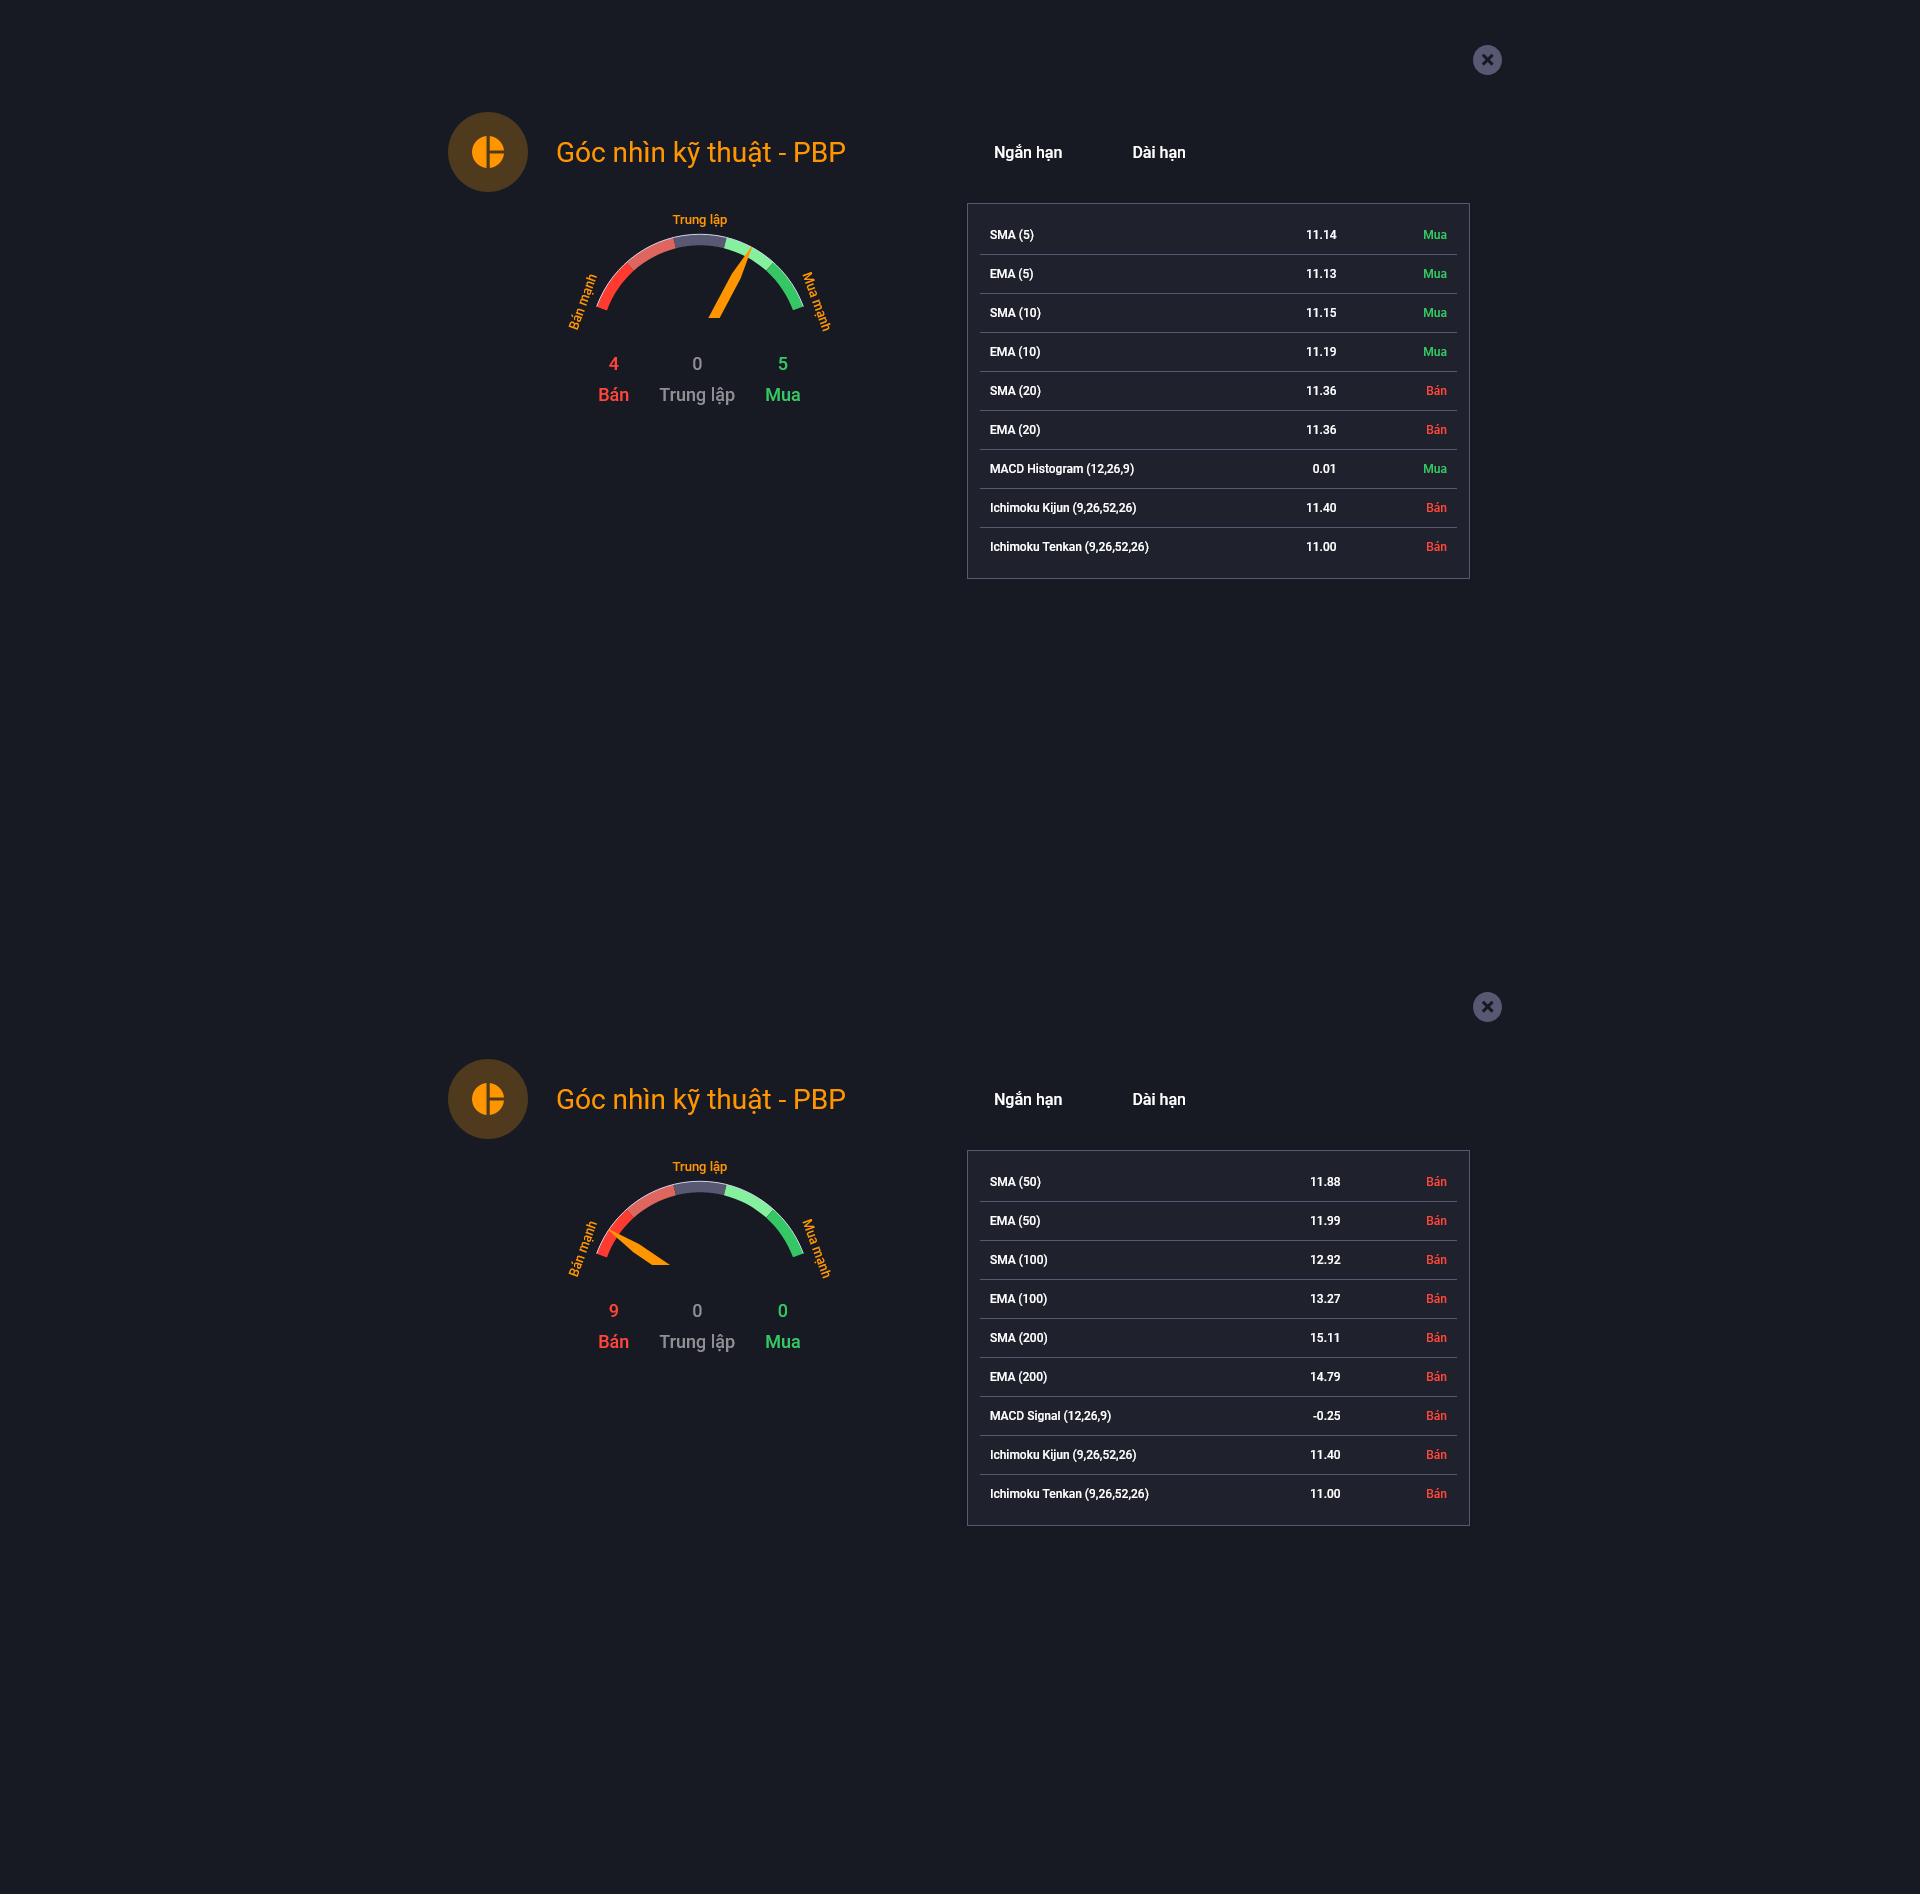 Góc nhìn kỹ thuật - PBP
Ngắn hạn Dài hạn
Trung lập
Bán mạnh
Mua mạnh
4 0 5
Bán Trung lập Mua
SMA (5) 11.14 Mua
EMA (5) 11.13 Mua
SMA (10) 11.15 Mua
EMA (10) 11.19 Mua
SMA (20) 11.36 Bán
EMA (20) 11.36 Bán
MACD Histogram (12,26,9) 0.01 Mua
Ichimoku Kijun (9,26,52,26) 11.40 Bán
Ichimoku Tenkan (9,26,52,26) 11.00 Bán
Góc nhìn kỹ thuật - PBP
Ngắn hạn Dài hạn
Trung lập
Bán mạnh
Mua mạnh
9 0 0
Bán Trung lập Mua
SMA (50) 11.88 Bán
EMA (50) 11.99 Bán
SMA (100) 12.92 Bán
EMA (100) 13.27 Bán
SMA (200) 15.11 Bán
EMA (200) 14.79 Bán
MACD Signal (12,26,9) -0.25 Bán
Ichimoku Kijun (9,26,52,26) 11.40 Bán
Ichimoku Tenkan (9,26,52,26) 11.00 Bán